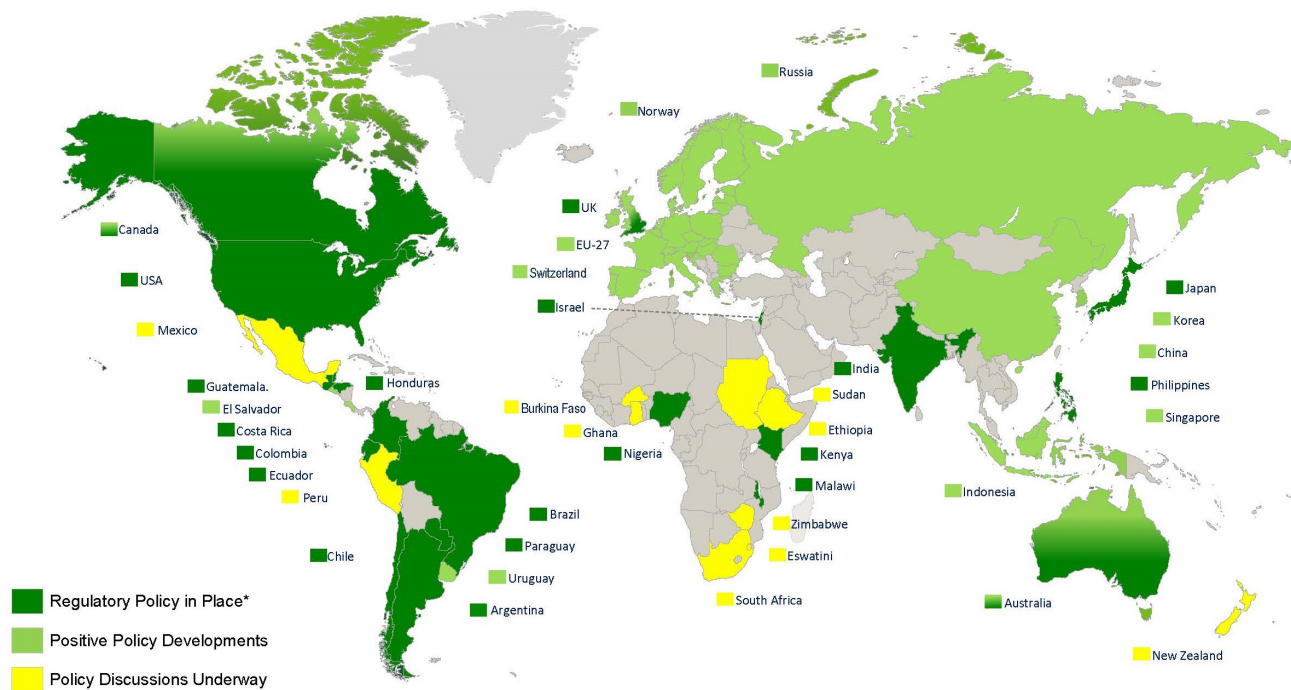 Russia
Norway
UK
Canada
EU-27
Switzerland
USA
Israel
Japan
Mexico
Korea
China
India
Guatemala.
Honduras
Philippines
Sudan
El Salvador
Burkina Faso
Singapore
Costa Rica
Ghana
Ethiopia
Colombia
Nigeria
Kenya
Ecuador
Malawi
Indonesia
Peru
Brazil
Zimbabwe
Paraguay
Eswatini
Chile
Uruguay
South Africa
Australia
Regulatory Policy in Place*
Argentina
Positive Policy Developments
New Zealand
Policy Discussions Underway